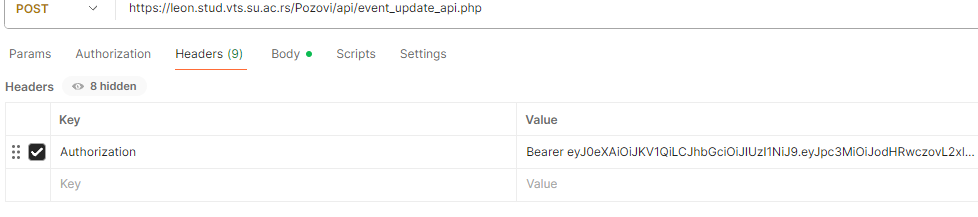 POST https://leon.stud.vts.su.ac.rs/Pozovi/api/event_update_api.php
Params Authorization Headers (9) Body Scripts Settings
Headers 8 hidden
Key Value
Authorization Bearer eyJ0eXAiOiJKV1QiLCJhbGciOiJIUzI1NiJ9.eyJpc3MiOiJodHRwczovL2xl...
Key Value